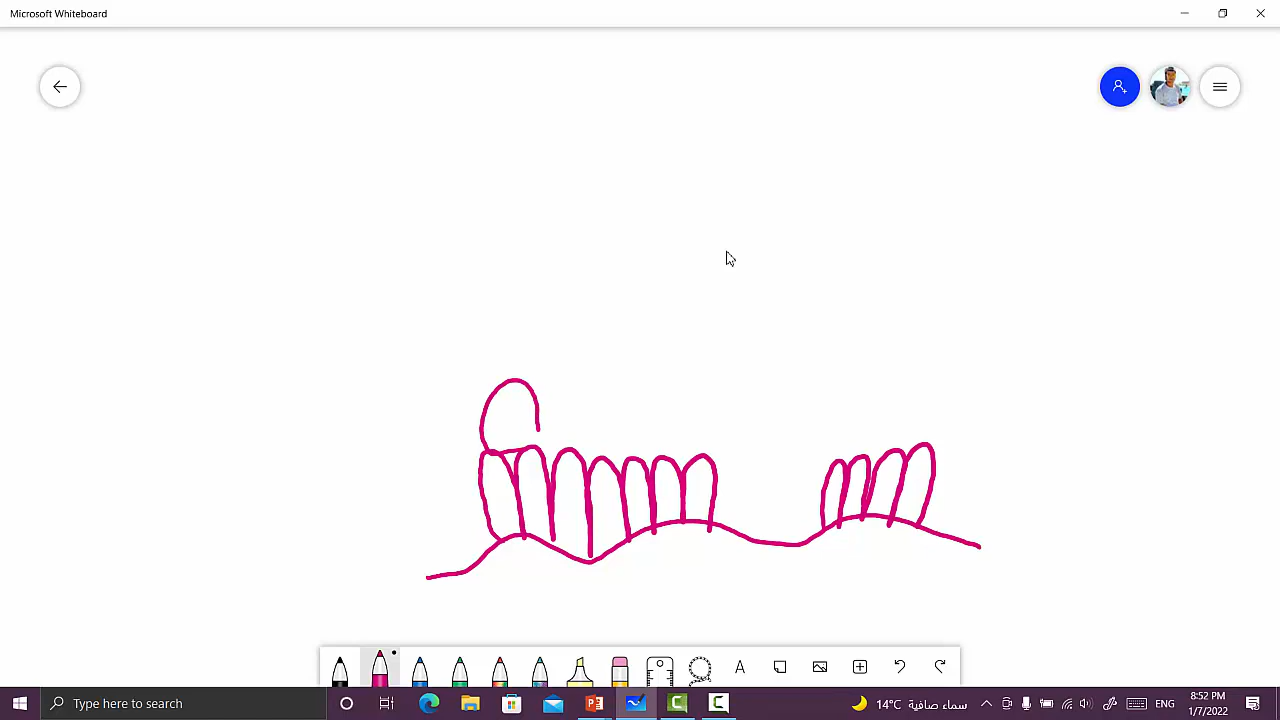 Microsoft Whiteboard
A
Type here to search
14°C سماء صافية
ENG
8:52 PM
1/7/2022